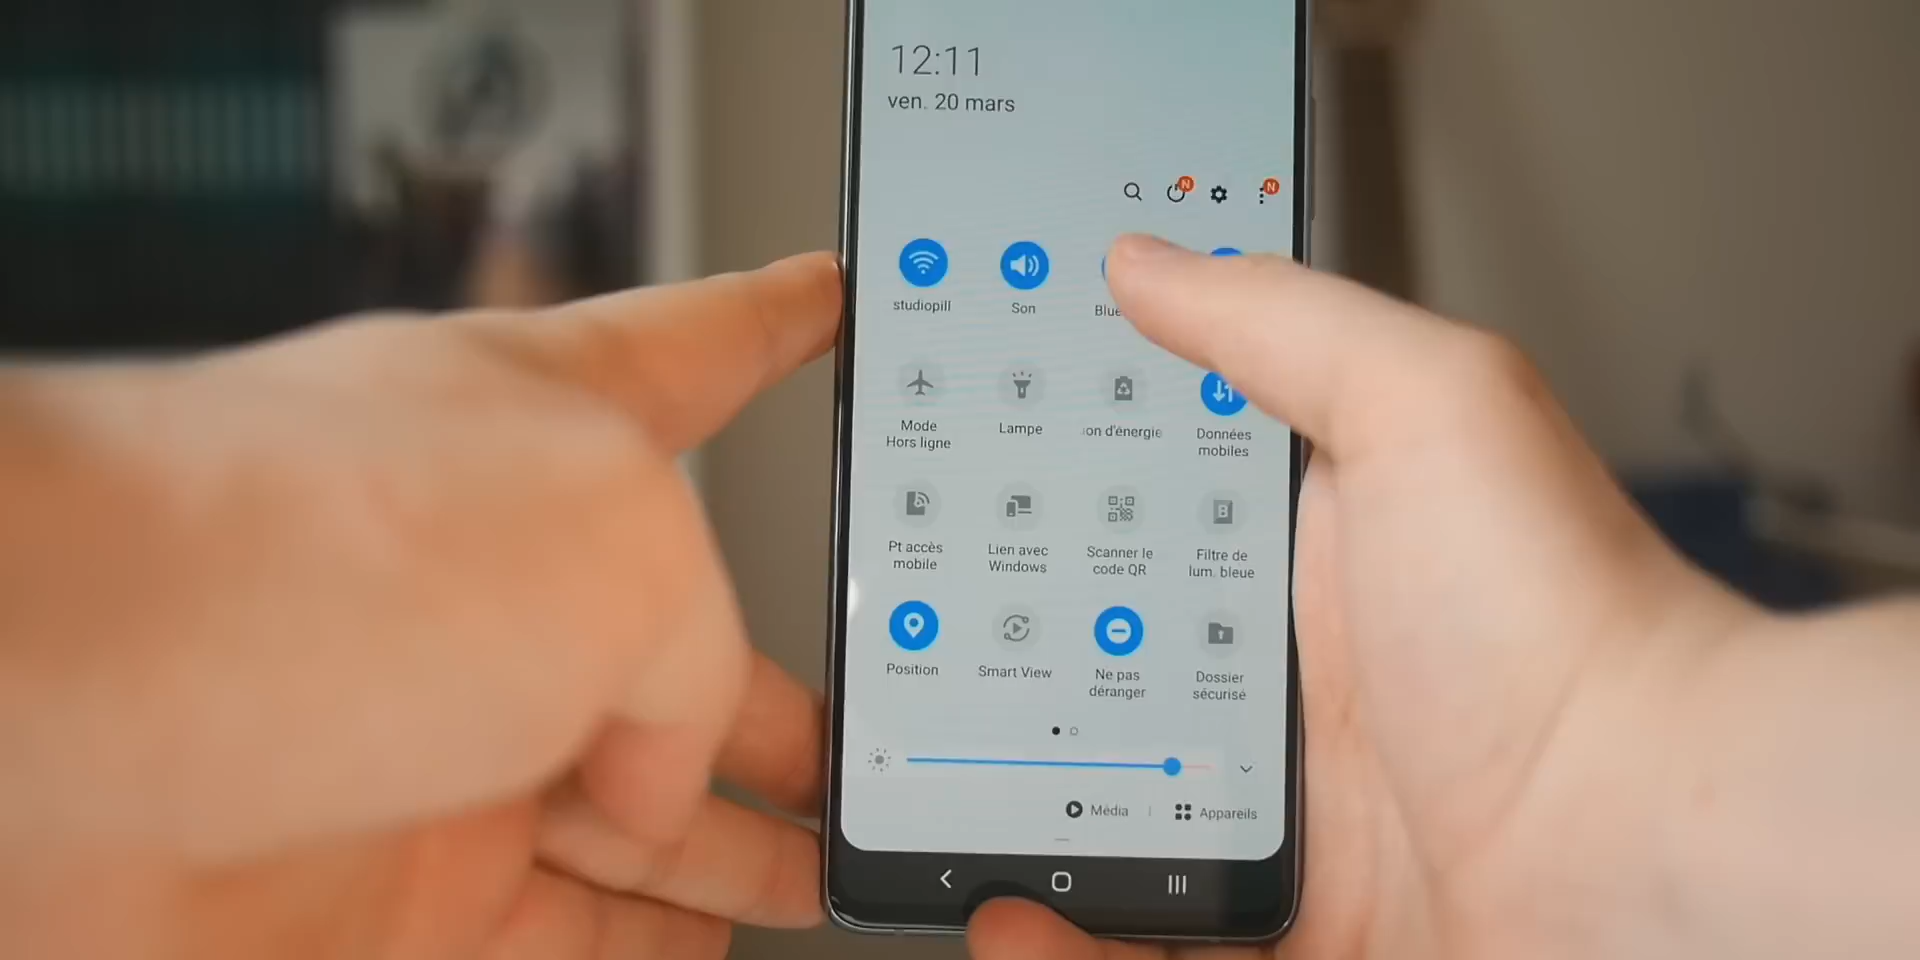 12:11
ven. 20 mars
N
N
studiopill
Son
Mode
Hors ligne
Lampe
d'énergie
Données
mobiles
Pt accès
mobile
Lien avec
Windows
Scanner le
code QR
B
Filtre de
lum. bleue
Position
Smart View
Ne pas
déranger
Dossier
sécurisé
Média
Appareils